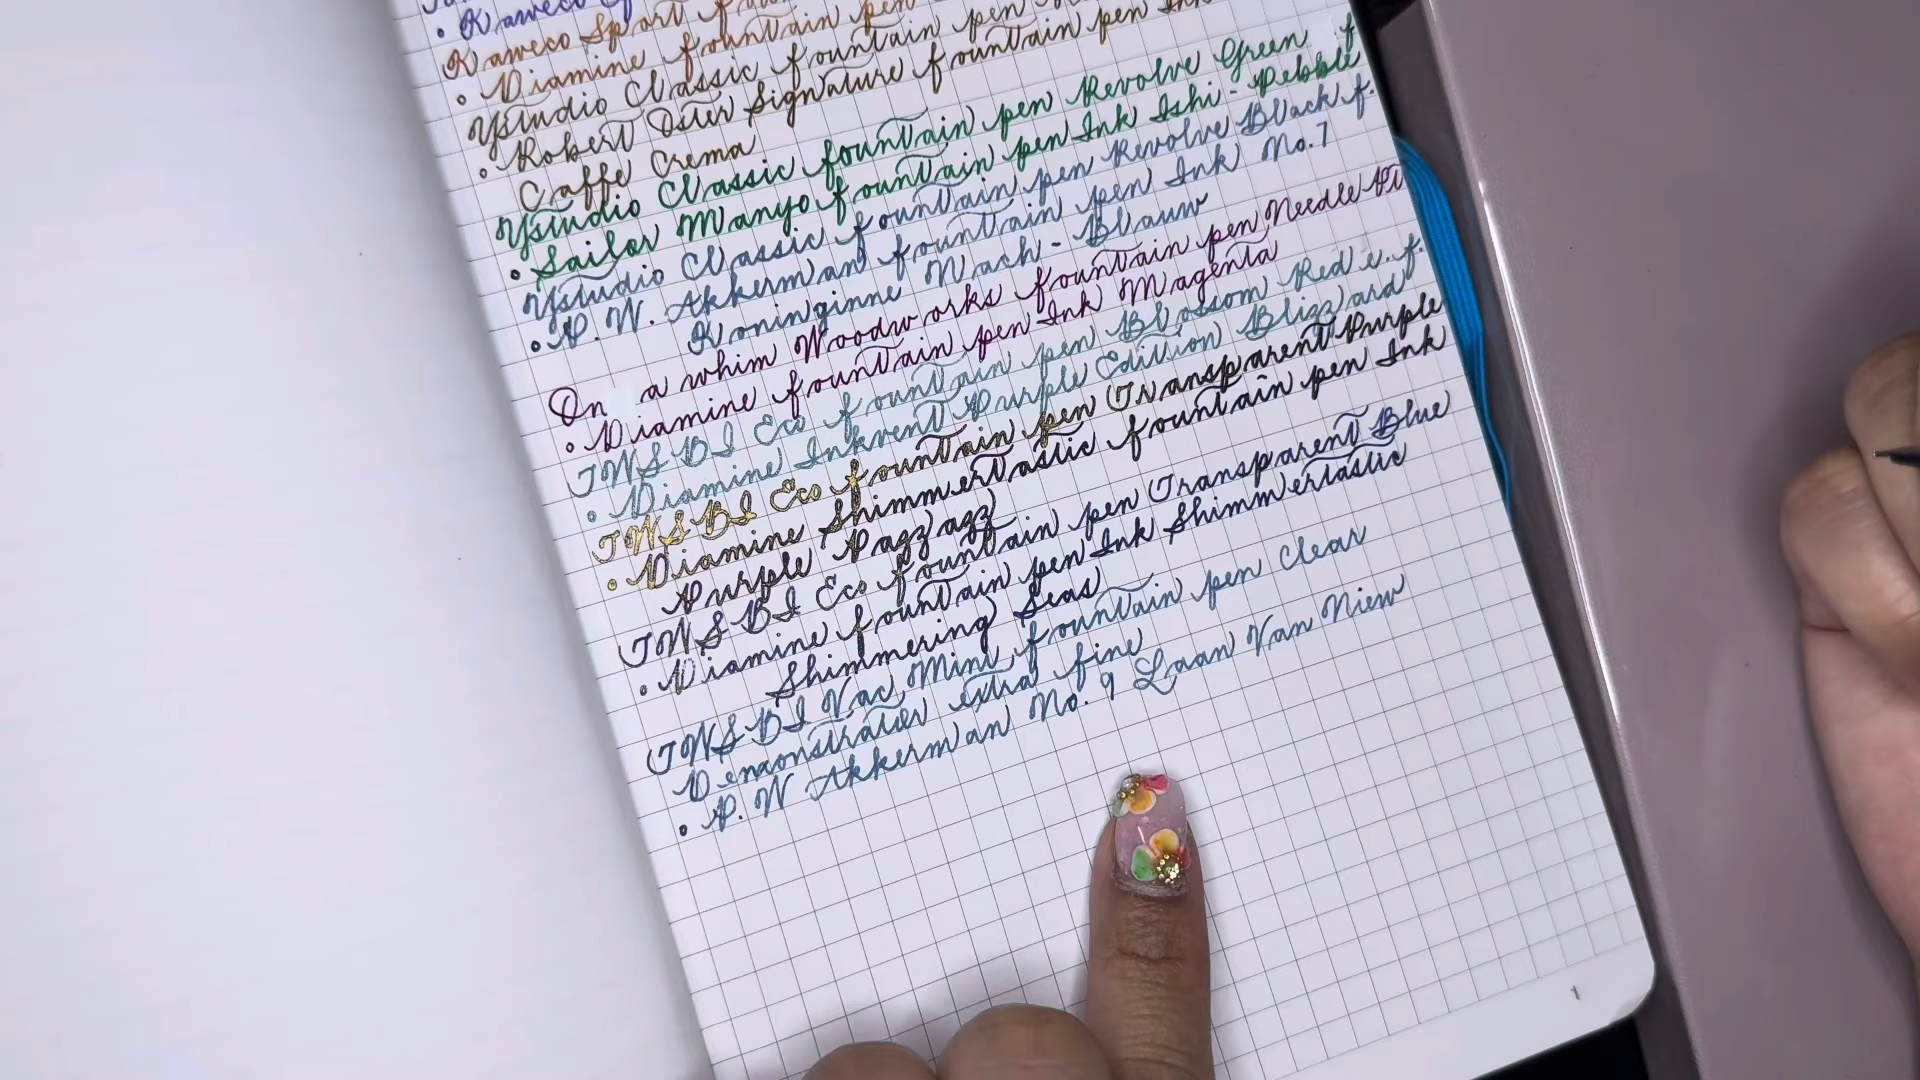 • Kaweco
Kaweco Sport
• Diamine fountain pen
Ystudio Classic fountain pen
• Robert Oster Signature fountain pen Ink
Caffe Crema
Ystudio Classic fountain pen Revolve Green f
• Sailor Manyo fountain pen Ink Ishi - Pebble
Ystudio Classic fountain pen Revolve Black f.
• P. W. Akkerman fountain pen Ink No. 7
Koninginne Mach - Blauw
On a whim Woodworks fountain pen Needle
• Diamine fountain pen Ink Magenta
TWSBI Eco fountain pen Blossom Red e. f.
• Diamine Inkvent Purple Edition Blizzard
TWSBI Eco fountain pen Transparent Purple
• Diamine Shimmertastic fountain pen Ink
Purple Pazzazz
TWSBI Eco fountain pen Transparent Blue
• Diamine fountain pen Ink Shimmertastic
Shimmering Seas
TWSBI Vac Mini fountain pen Clear
Demonstrator extra fine
• P. W Akkerman No. 9 Laan Van Niew
1